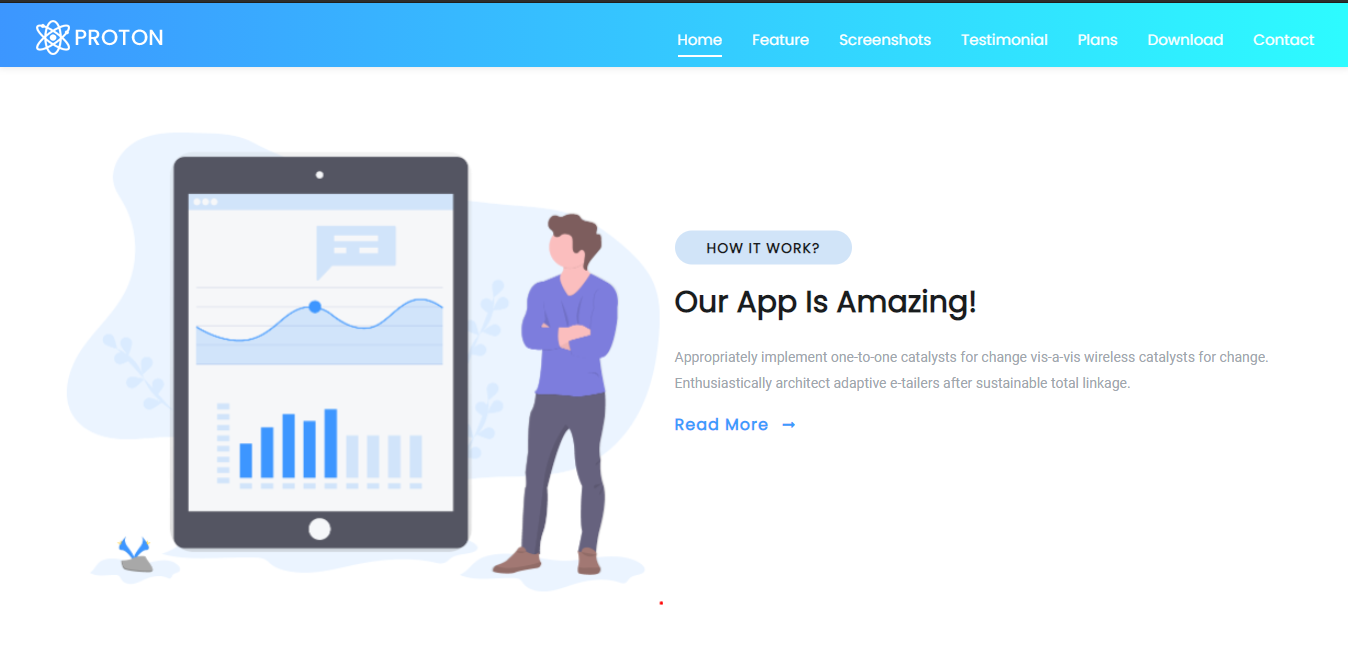 PROTON
Home Feature Screenshots Testimonial Plans Download Contact
HOW IT WORK?
Our App Is Amazing!
Appropriately implement one-to-one catalysts for change vis-a-vis wireless catalysts for change.
Enthusiastically architect adaptive e-tailers after sustainable total linkage.
Read More